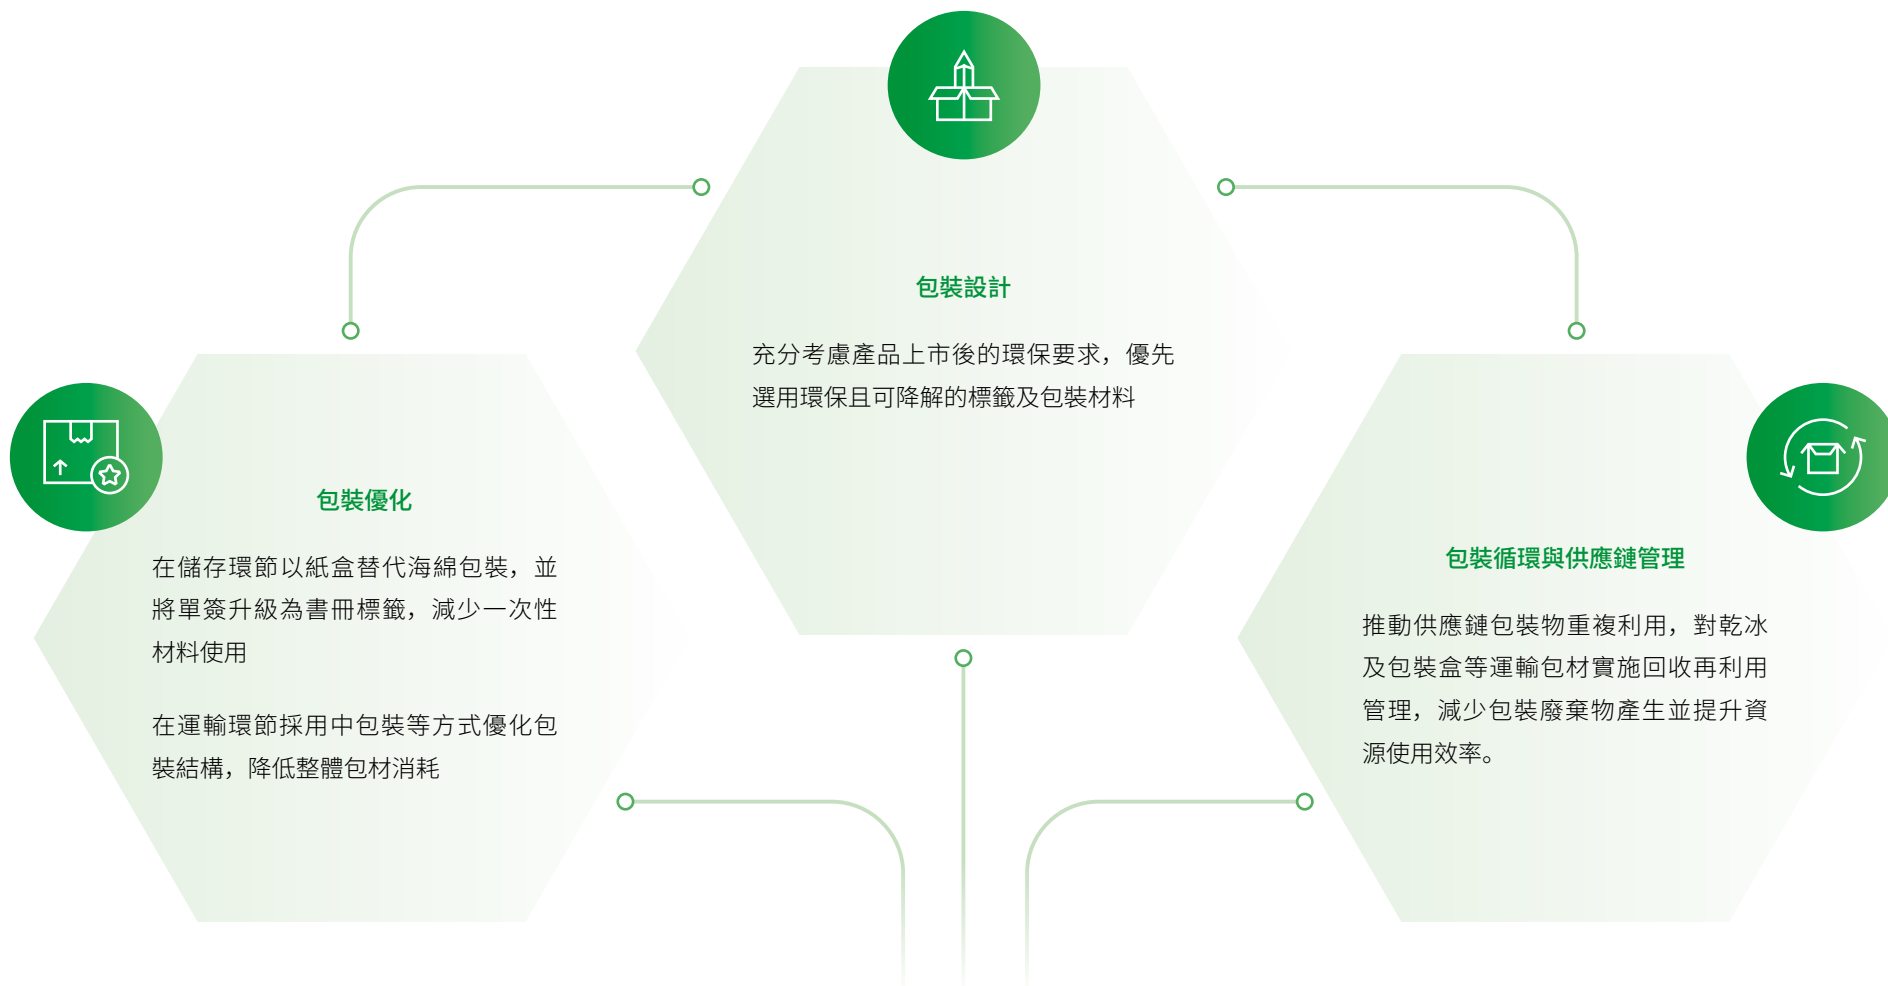 包裝設計
充分考慮產品上市後的環保要求，優先
選用環保且可降解的標籤及包裝材料
包裝優化
在儲存環節以紙盒替代海綿包裝，並
將單簽升級為書冊標籤，減少一次性
材料使用
在運輸環節採用中包裝等方式優化包
裝結構，降低整體包材消耗
包裝循環與供應鏈管理
推動供應鏈包裝物重複利用，對乾冰
及包裝盒等運輸包材實施回收再利用
管理，減少包裝廢棄物產生並提升資
源使用效率。